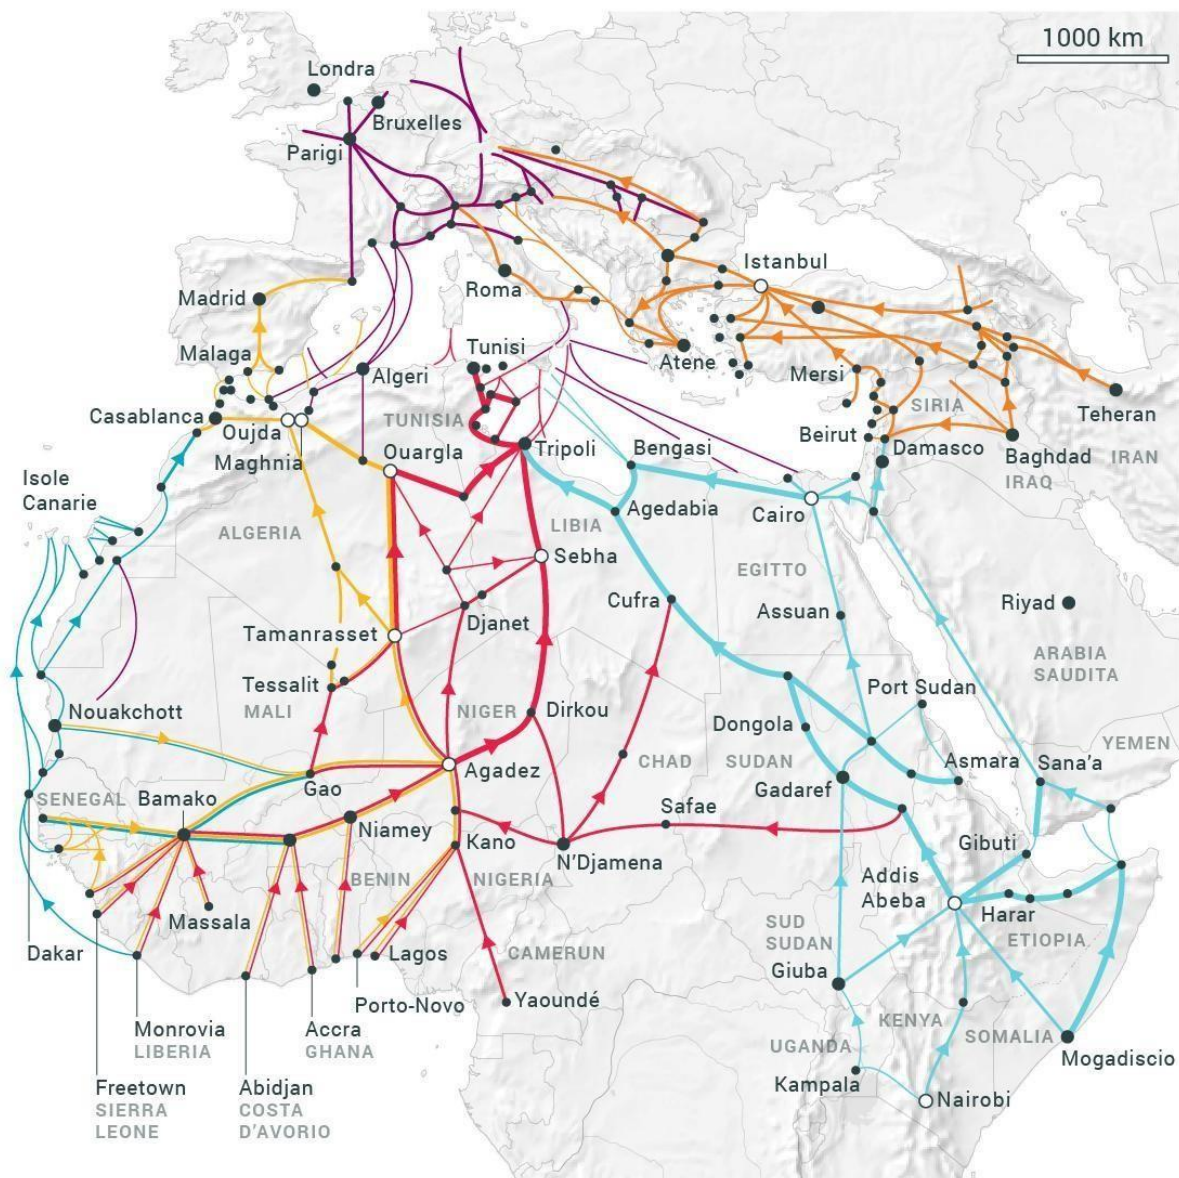 1000 km
Londra
Bruxelles
Parigi
Istanbul
Roma
Madrid
Malaga
Tunisi
Algeri
Atene
Mersi
Teheran
Casablanca
Oujda
Maghnia
TUNISIA
SIRIA
Beirut
Damasco
Baghdad
IRAQ
IRAN
Ouargla
Tripoli
Bengasi
Isole
Canarie
ALGERIA
LIBIA
Agedabia
Cairo
Sebha
EGITTO
Cufra
Assuan
Riyad
Djanet
Tamanrasset
ARABIA
SAUDITA
Tessalit
MALI
Port Sudan
Nouakchott
NIGER
Dirkou
Dongola
YEMEN
CHAD
SUDAN
Asmara
Sana'a
Agadez
Gadaref
SENEGAL
Bamako
Gao
Safae
Niamey
Kano
N'Djamena
Gibuti
BENIN
NIGERIA
Addis
Abeba
Harar
Massala
SUD
SUDAN
ETIOPIA
Dakar
Lagos
CAMERUN
Giuba
Porto-Novo
Yaoundé
KENYA
SOMALIA
Monrovia
LIBERIA
Accra
GHANA
UGANDA
Mogadiscio
Kampala
Freetown
SIERRA
LEONE
Abidjan
COSTA
D'AVORIO
Nairobi